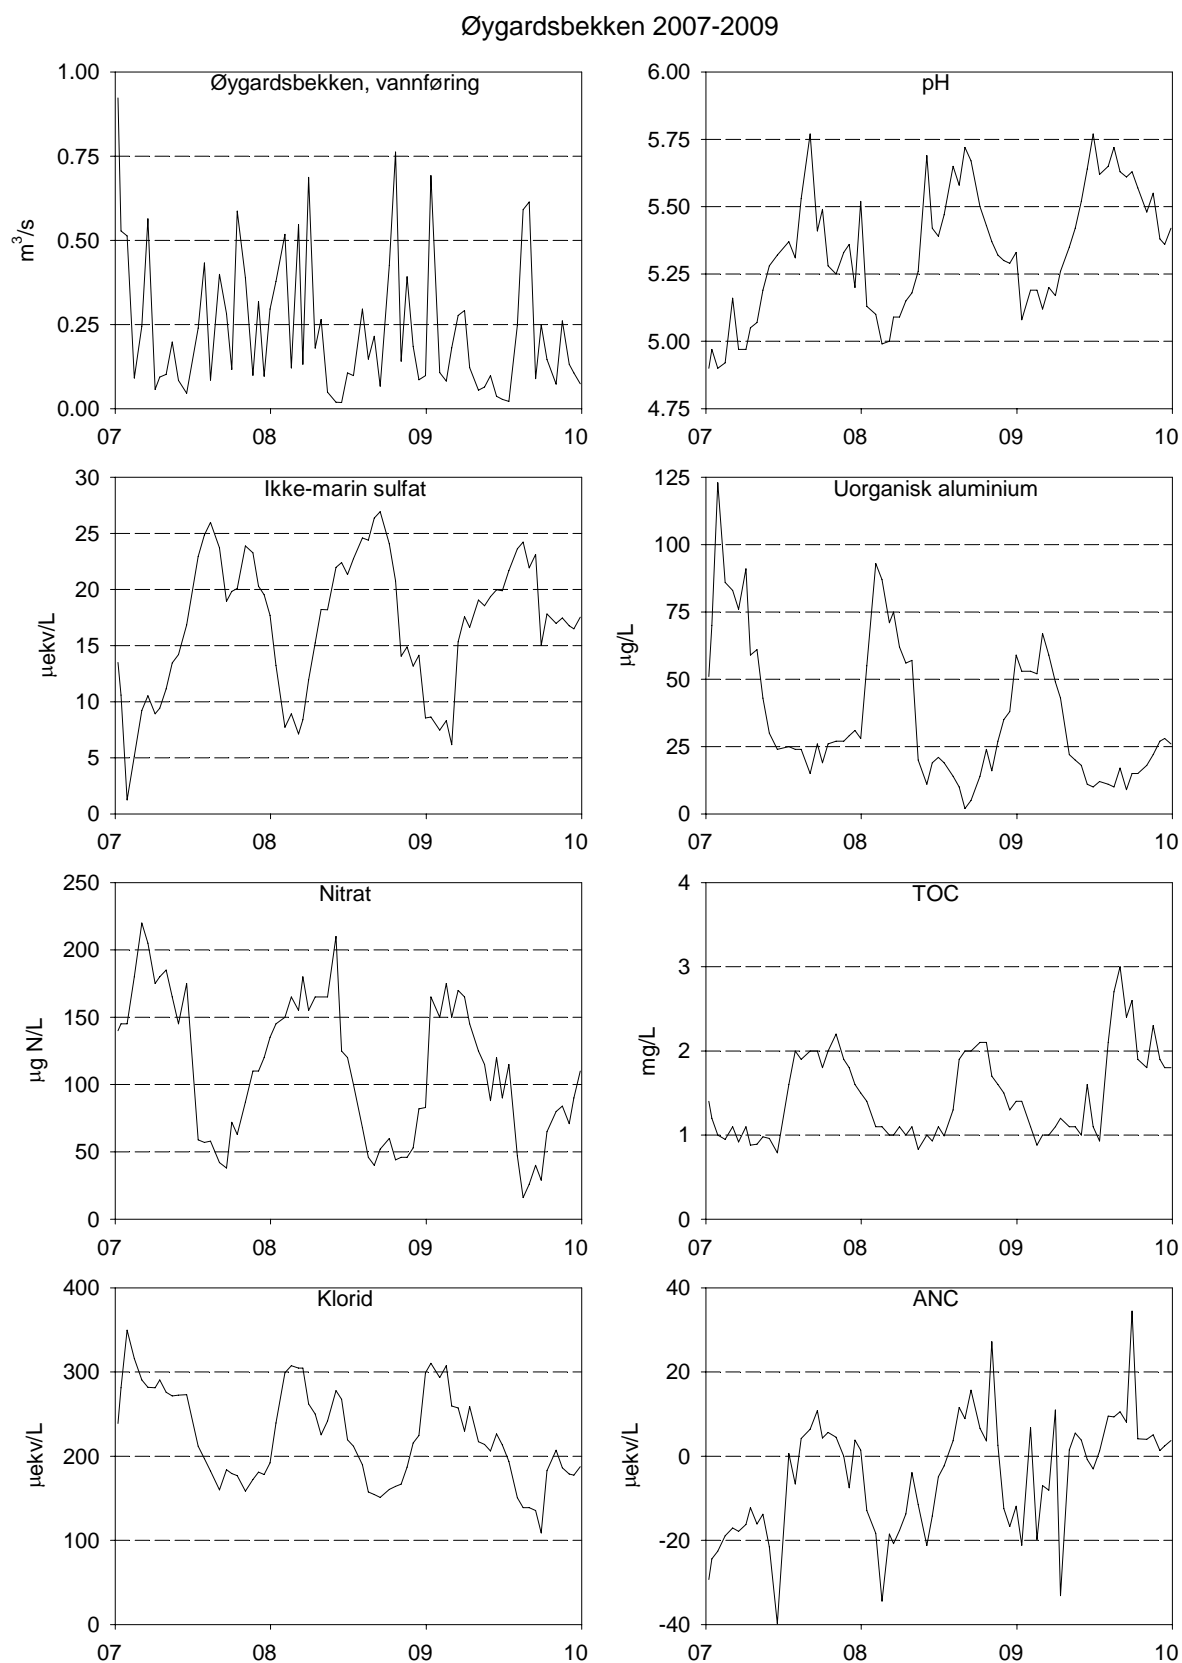 Øygardsbekken 2007-2009
Øygardsbekken, vannføring
m³/s
1.00
0.75
0.50
0.25
0.00
07 08 09 10
pH
6.00
5.75
5.50
5.25
5.00
4.75
07 08 09 10
Ikke-marin sulfat
µekv/L
30
25
20
15
10
5
0
07 08 09 10
Uorganisk aluminium
µg/L
125
100
75
50
25
0
07 08 09 10
Nitrat
µg N/L
250
200
150
100
50
0
07 08 09 10
TOC
mg/L
4
3
2
1
0
07 08 09 10
Klorid
µekv/L
400
300
200
100
0
07 08 09 10
ANC
µekv/L
40
20
0
-20
-40
07 08 09 10